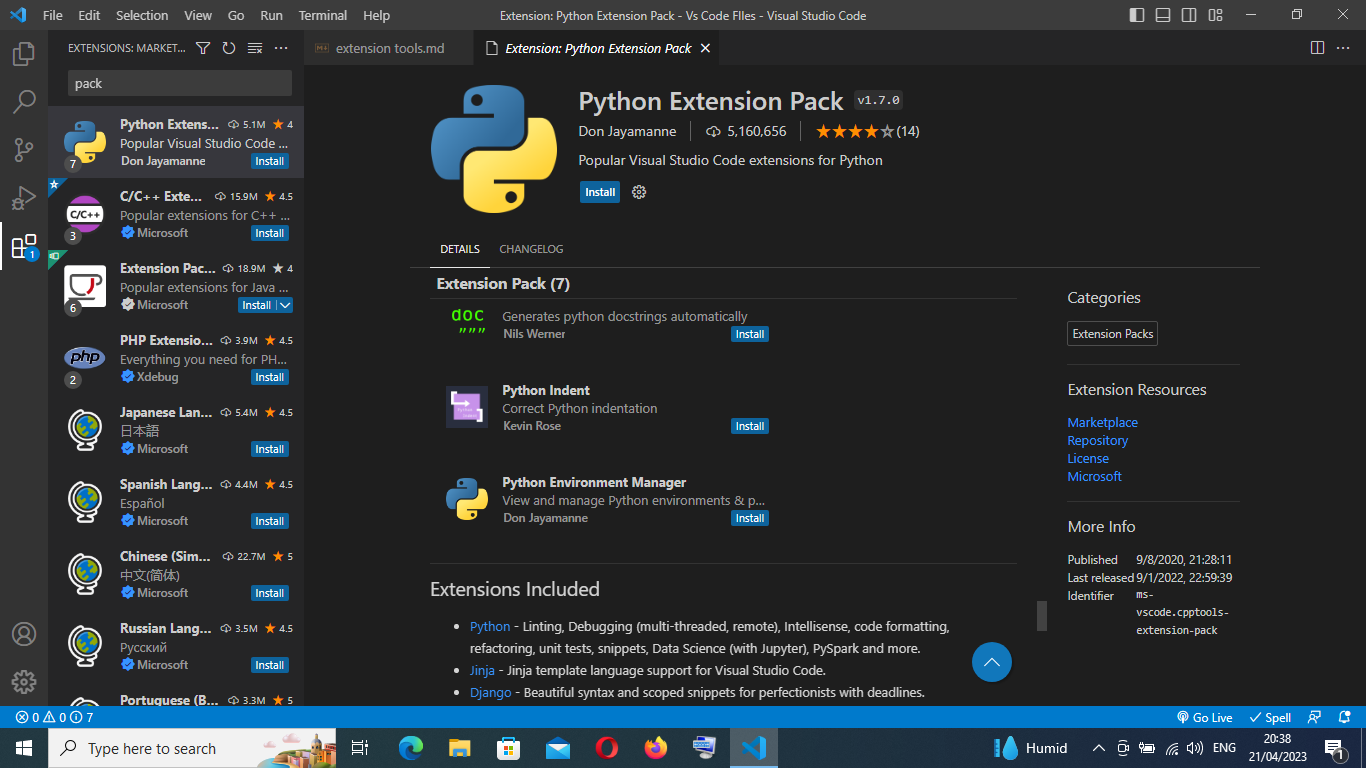 File Edit Selection View Go Run Terminal Help Extension: Python Extension Pack - Vs Code FIles - Visual Studio Code
EXTENSIONS: MARKET... extension tools.md Extension: Python Extension Pack
pack
Python Extens... 5.1M 4
Popular Visual Studio Code ...
Don Jayamanne Install
7
C/C++
C/C++ Exte... 15.9M 4.5
Popular extensions for C++ ...
Microsoft Install
3
Extension Pac... 18.9M 4
Popular extensions for Java ...
Microsoft Install
6
php
PHP Extensio... 3.9M 4.5
Everything you need for PH...
Xdebug Install
2
Japanese Lan... 5.4M 4.5
日本語
Microsoft Install
Spanish Lang... 4.4M 4.5
Español
Microsoft Install
Chinese (Sim... 22.7M 5
中文(简体)
Microsoft Install
Russian Lang... 3.5M 4.5
Русский
Microsoft Install
Portuguese (B... 3.3M 5
1
Python Extension Pack v1.7.0
Don Jayamanne 5,160,656 (14)
Popular Visual Studio Code extensions for Python
Install
DETAILS CHANGELOG
Extension Pack (7)
doc
"""
Generates python docstrings automatically
Nils Werner Install
Python Indent
Correct Python indentation
Kevin Rose Install
Python Environment Manager
View and manage Python environments & p...
Don Jayamanne Install
Extensions Included
• Python - Linting, Debugging (multi-threaded, remote), Intellisense, code formatting,
refactoring, unit tests, snippets, Data Science (with Jupyter), PySpark and more.
• Jinja - Jinja template language support for Visual Studio Code.
• Django - Beautiful syntax and scoped snippets for perfectionists with deadlines.
Categories
Extension Packs
Extension Resources
Marketplace
Repository
License
Microsoft
More Info
Published 9/8/2020, 21:28:11
Last released 9/1/2022, 22:59:39
Identifier ms-
vscode.cpptools-
extension-pack
0 0 7 Go Live Spell
Type here to search Humid ENG 20:38
21/04/2023
1